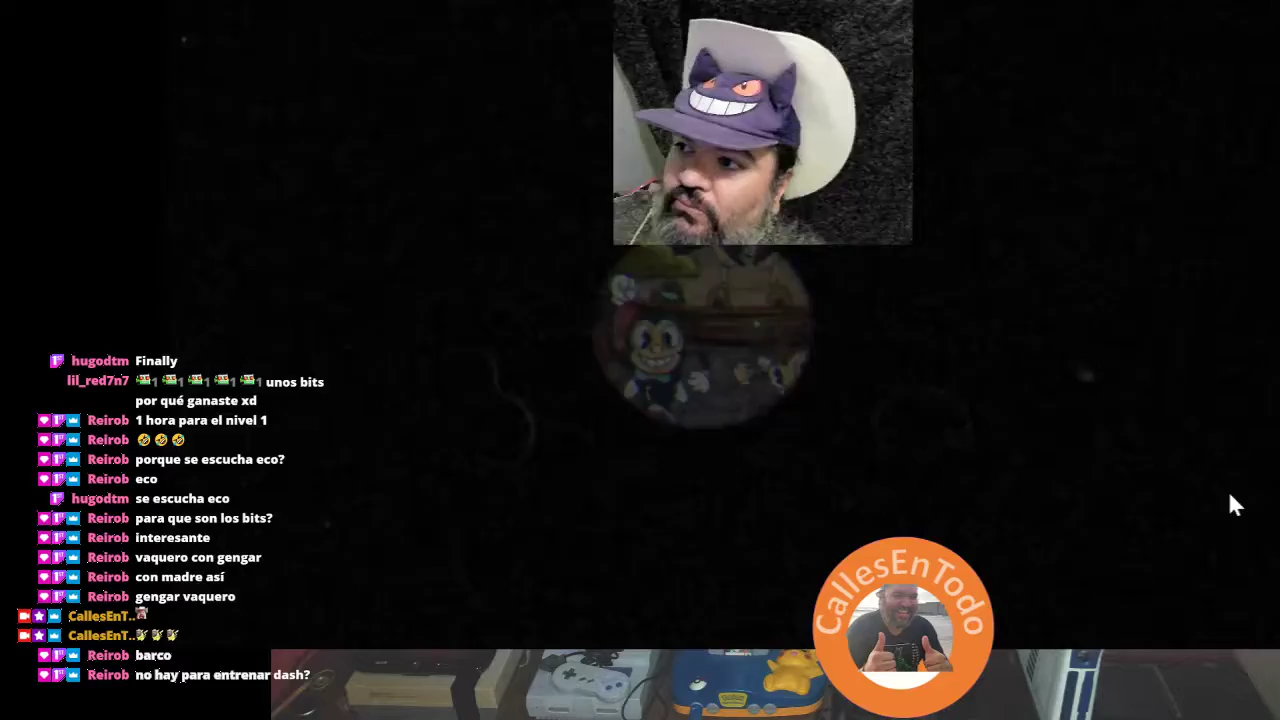 hugodtm Finally
lil_red7n7 1 1 1 1 1 unos bits
por qué ganaste xd
Reirob 1 hora para el nivel 1
Reirob 🤣 🤣 🤣
Reirob porque se escucha eco?
Reirob eco
hugodtm se escucha eco
Reirob para que son los bits?
Reirob interesante
Reirob vaquero con gengar
Reirob con madre así
Reirob gengar vaquero
CallesEnT..
CallesEnT..
Reirob barco
Reirob no hay para entrenar dash?
CallesEnTodo